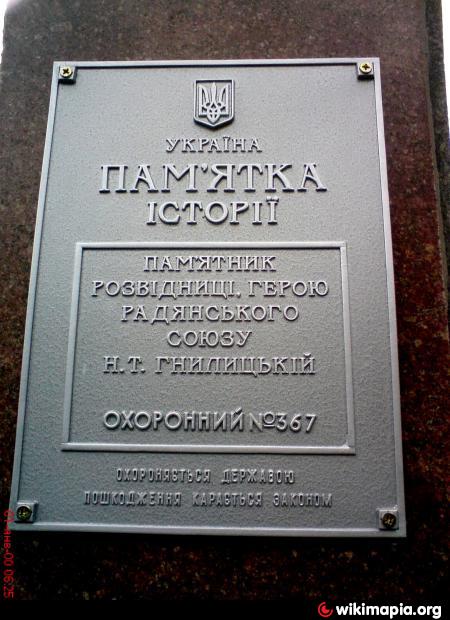 УКРАЇНА
ПАМ'ЯТКА
ІСТОРІЇ
ПАМ'ЯТНИК
РОЗВІДНИЦІ, ГЕРОЮ
РАДЯНСЬКОГО
СОЮЗУ
Н.Т. ГНИЛИЦЬКІЙ
ОХОРОННИЙ №367
ОХОРОНЯЄТЬСЯ ДЕРЖАВОЮ
ПОШКОДЖЕННЯ КАРАЄТЬСЯ ЗАКОНОМ
wikimapia.org